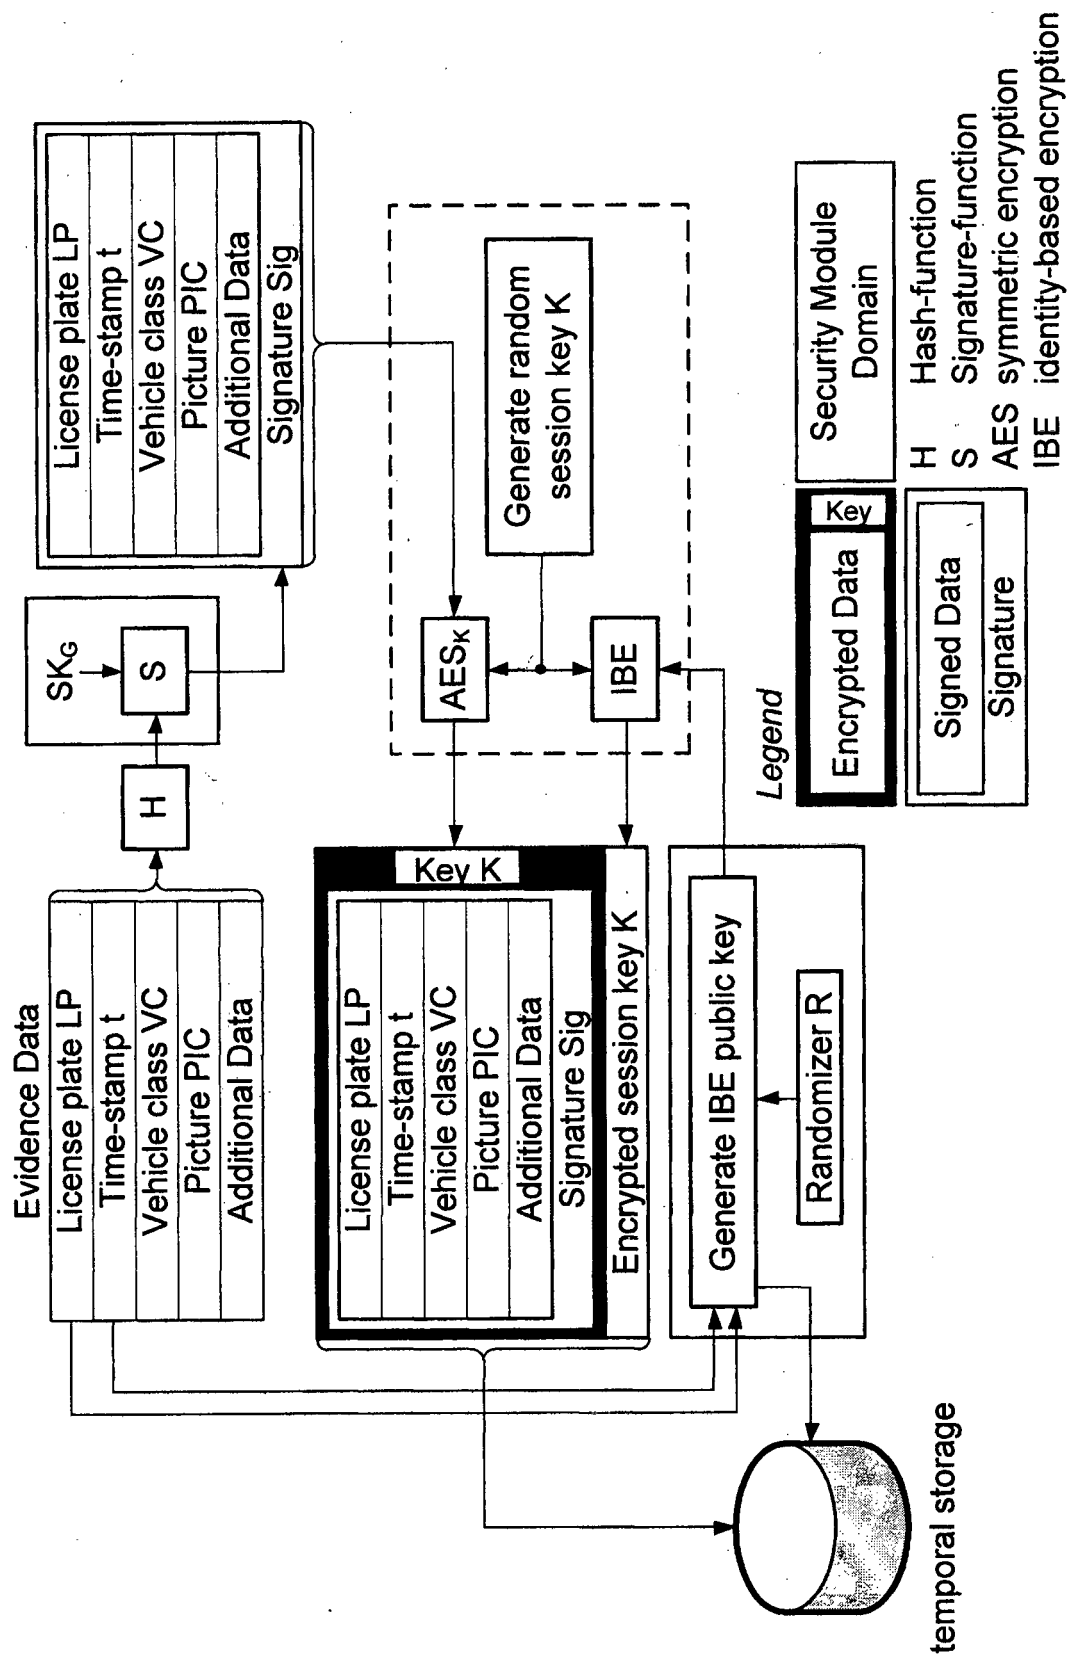 Evidence Data
License plate LP
Time-stamp t
Vehicle class VC
Picture PIC
Additional Data
H
SKG
S
License plate LP
Time-stamp t
Vehicle class VC
Picture PIC
Additional Data
Signature Sig
Key K
License plate LP
Time-stamp t
Vehicle class VC
Picture PIC
Additional Data
Signature Sig
Encrypted session key K
AESK
IBE
Generate random
session key K
Generate IBE public key
Randomizer R
temporal storage
Legend
Encrypted Data
Key
Security Module
Domain
Signed Data
Signature
H Hash-function
S Signature-function
AES symmetric encryption
IBE identity-based encryption